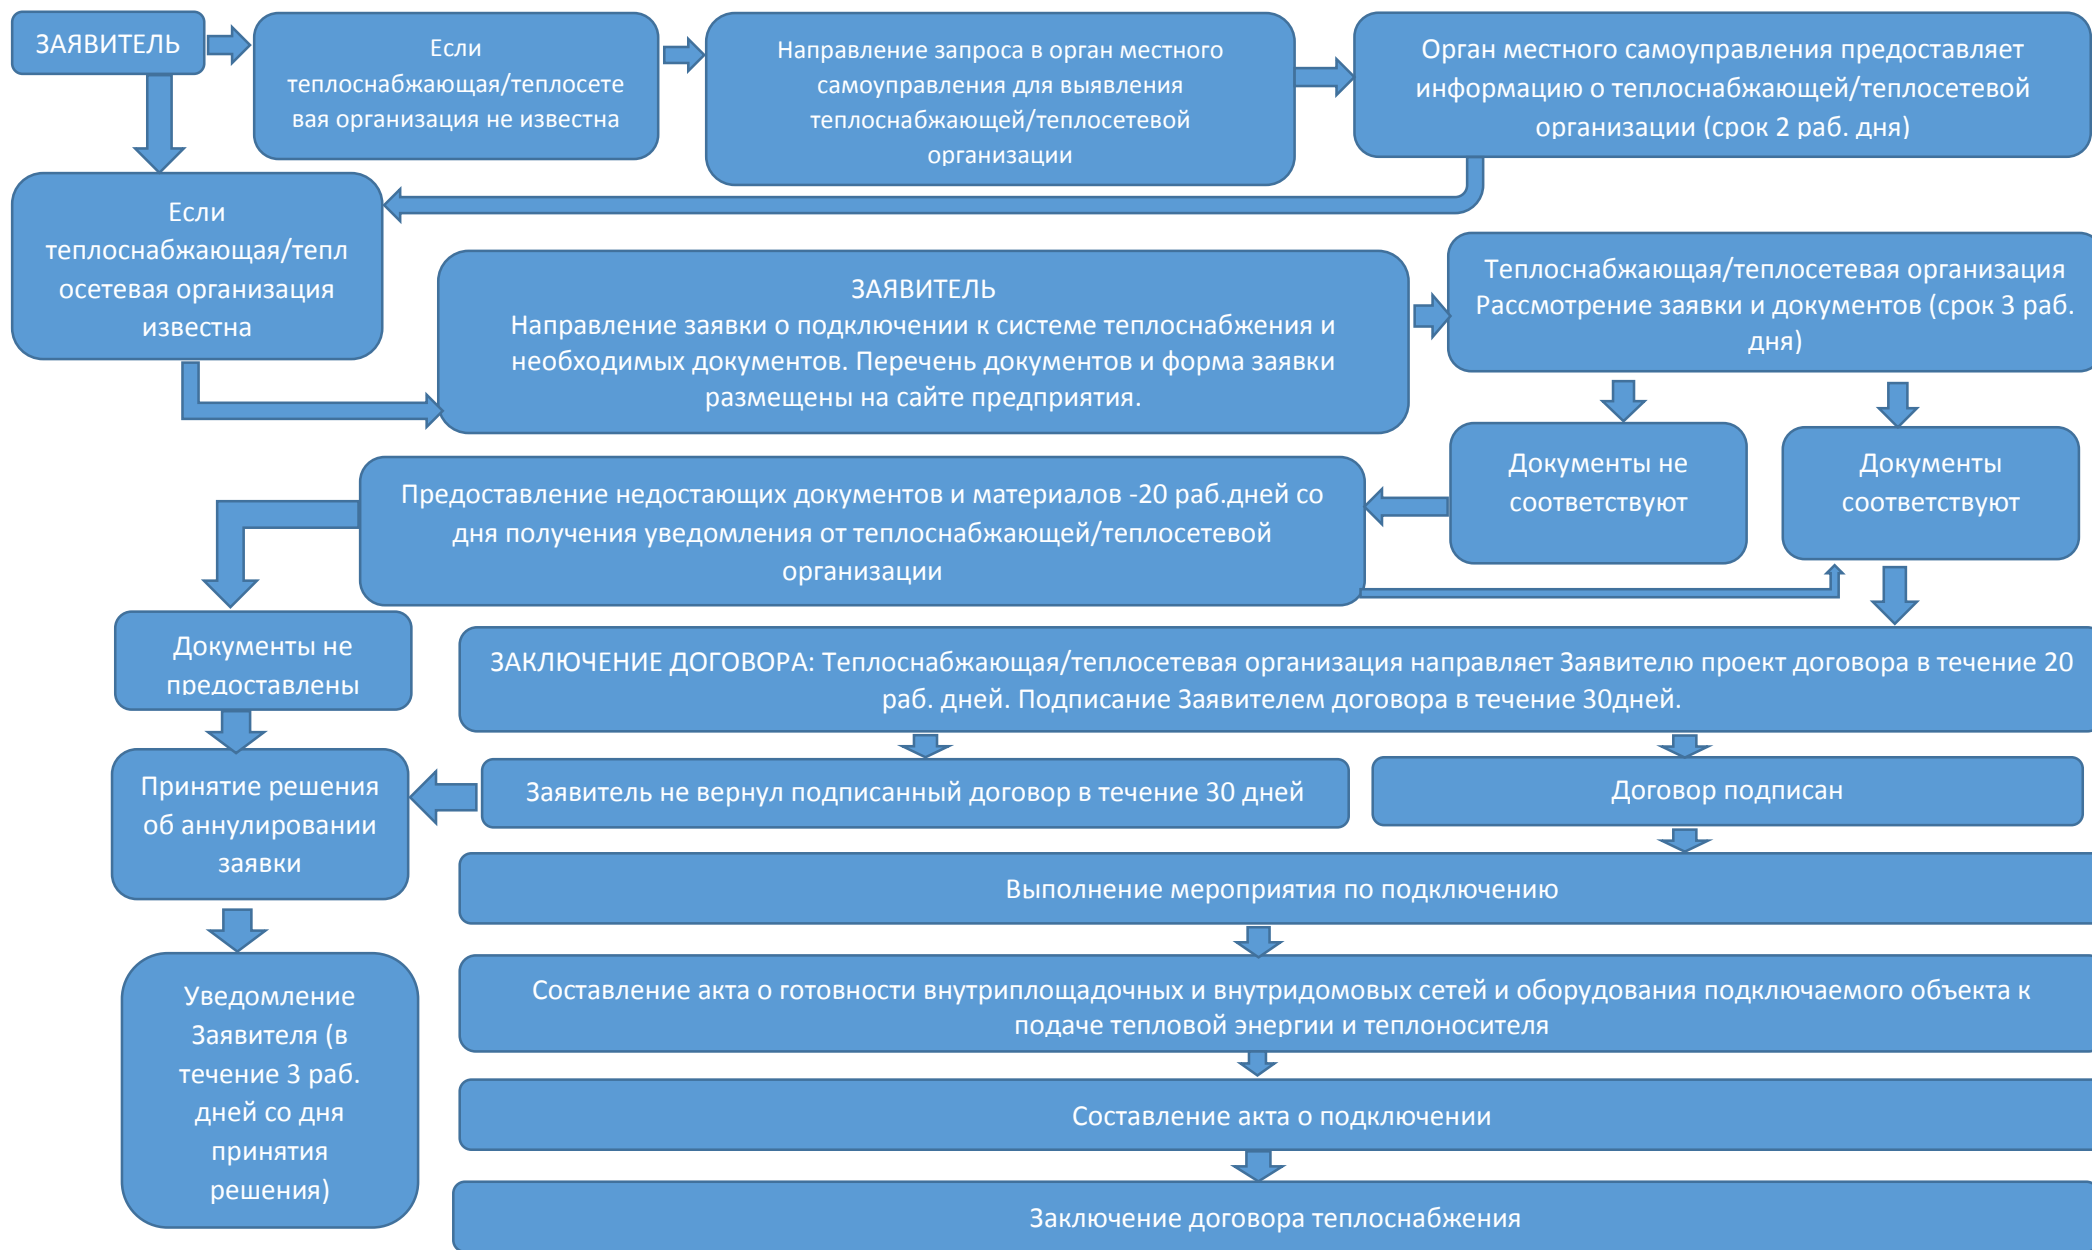 ЗАЯВИТЕЛЬ
Если
теплоснабжающая/теплосете
вая организация не известна
Направление запроса в орган местного
самоуправления для выявления
теплоснабжающей/теплосетевой
организации
Орган местного самоуправления предоставляет
информацию о теплоснабжающей/теплосетевой
организации (срок 2 раб. дня)
Если
теплоснабжающая/тепл
осетевая организация
известна
ЗАЯВИТЕЛЬ
Направление заявки о подключении к системе теплоснабжения и
необходимых документов. Перечень документов и форма заявки
размещены на сайте предприятия.
Теплоснабжающая/теплосетевая организация
Рассмотрение заявки и документов (срок 3 раб.
дня)
Документы не
соответствуют
Документы
соответствуют
Предоставление недостающих документов и материалов -20 раб.дней со
дня получения уведомления от теплоснабжающей/теплосетевой
организации
Документы не
предоставлены
ЗАКЛЮЧЕНИЕ ДОГОВОРА: Теплоснабжающая/теплосетевая организация направляет Заявителю проект договора в течение 20
раб. дней. Подписание Заявителем договора в течение 30дней.
Принятие решения
об аннулировании
заявки
Заявитель не вернул подписанный договор в течение 30 дней
Договор подписан
Выполнение мероприятия по подключению
Уведомление
Заявителя (в
течение 3 раб.
дней со дня
принятия
решения)
Составление акта о готовности внутриплощадочных и внутридомовых сетей и оборудования подключаемого объекта к
подаче тепловой энергии и теплоносителя
Составление акта о подключении
Заключение договора теплоснабжения